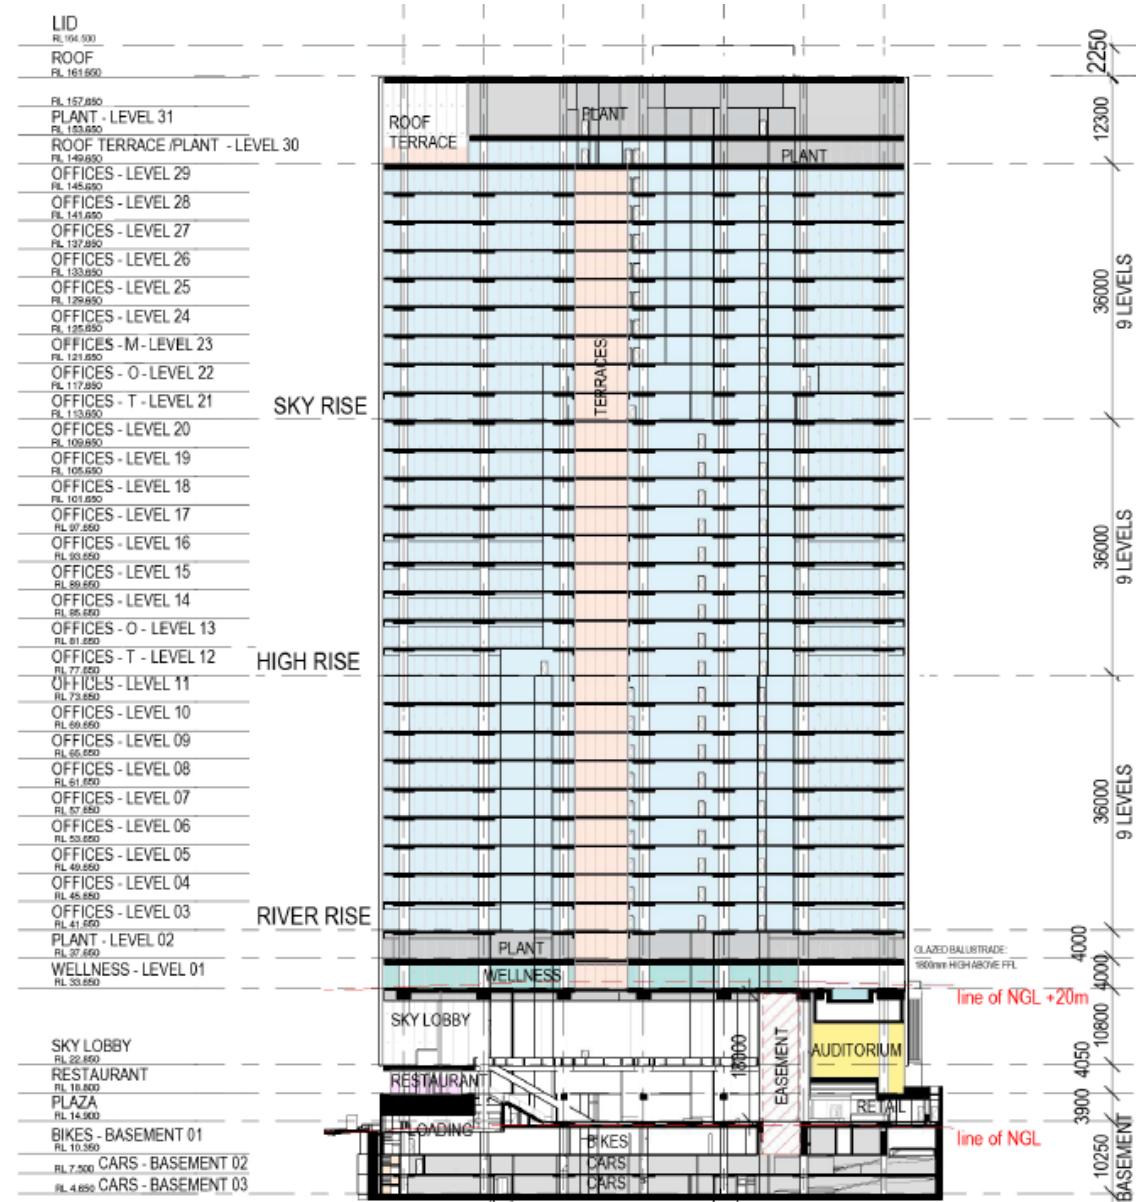 LID
RL 164.500
ROOF
RL 161.650
RL 157.650
PLANT - LEVEL 31
RL 153.650
ROOF TERRACE /PLANT - LEVEL 30
RL 149.650
OFFICES - LEVEL 29
RL 145.650
OFFICES - LEVEL 28
RL 141.650
OFFICES - LEVEL 27
RL 137.650
OFFICES - LEVEL 26
RL 133.650
OFFICES - LEVEL 25
RL 129.650
OFFICES - LEVEL 24
RL 125.650
OFFICES - M - LEVEL 23
RL 121.650
OFFICES - O - LEVEL 22
RL 117.650
OFFICES - T - LEVEL 21
RL 113.650
OFFICES - LEVEL 20
RL 109.650
OFFICES - LEVEL 19
RL 105.650
OFFICES - LEVEL 18
RL 101.650
OFFICES - LEVEL 17
RL 97.650
OFFICES - LEVEL 16
RL 93.650
OFFICES - LEVEL 15
RL 89.650
OFFICES - LEVEL 14
RL 85.650
OFFICES - O - LEVEL 13
RL 81.650
OFFICES - T - LEVEL 12
RL 77.650
OFFICES - LEVEL 11
RL 73.650
OFFICES - LEVEL 10
RL 69.650
OFFICES - LEVEL 09
RL 65.650
OFFICES - LEVEL 08
RL 61.650
OFFICES - LEVEL 07
RL 57.650
OFFICES - LEVEL 06
RL 53.650
OFFICES - LEVEL 05
RL 49.650
OFFICES - LEVEL 04
RL 45.650
OFFICES - LEVEL 03
RL 41.650
PLANT - LEVEL 02
RL 37.650
WELLNESS - LEVEL 01
RL 33.650
SKY LOBBY
RL 22.850
RESTAURANT
RL 18.800
PLAZA
RL 14.900
BIKES - BASEMENT 01
RL 10.350
RL 7.500 CARS - BASEMENT 02
RL 4.650 CARS - BASEMENT 03
SKY RISE
HIGH RISE
RIVER RISE
ROOF
TERRACE
PLANT
PLANT
TERRACES
PLANT
WELLNESS
SKY LOBBY
RESTAURANT
LOADING
18000
EASEMENT
AUDITORIUM
RETAIL
BIKES
CARS
CARS
GLAZED BALUSTRADE:
1800mm HIGH ABOVE FFL
line of NGL +20m
line of NGL
2250
12300
36000
9 LEVELS
36000
9 LEVELS
36000
9 LEVELS
4000
4000
10800
4050
3900
10250
BASEMENT